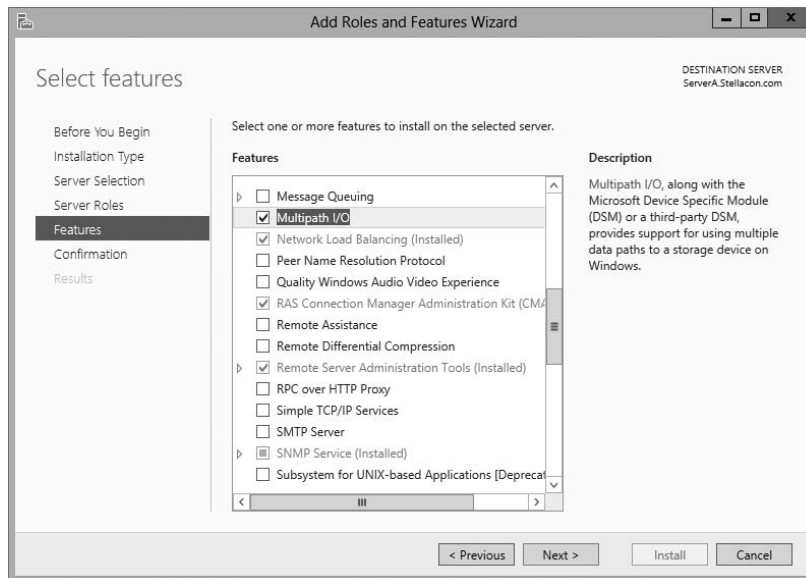 Add Roles and Features Wizard
Select features
DESTINATION SERVER
ServerA.Stellacon.com
Before You Begin
Installation Type
Server Selection
Server Roles
Features
Confirmation
Results
Select one or more features to install on the selected server.
Features
Message Queuing
Multipath I/O
Network Load Balancing (Installed)
Peer Name Resolution Protocol
Quality Windows Audio Video Experience
RAS Connection Manager Administration Kit (CMA
Remote Assistance
Remote Differential Compression
Remote Server Administration Tools (Installed)
RPC over HTTP Proxy
Simple TCP/IP Services
SMTP Server
SNMP Service (Installed)
Subsystem for UNIX-based Applications [Deprecat
Description
Multipath I/O, along with the
Microsoft Device Specific Module
(DSM) or a third-party DSM,
provides support for using multiple
data paths to a storage device on
Windows.
< Previous
Next >
Install
Cancel